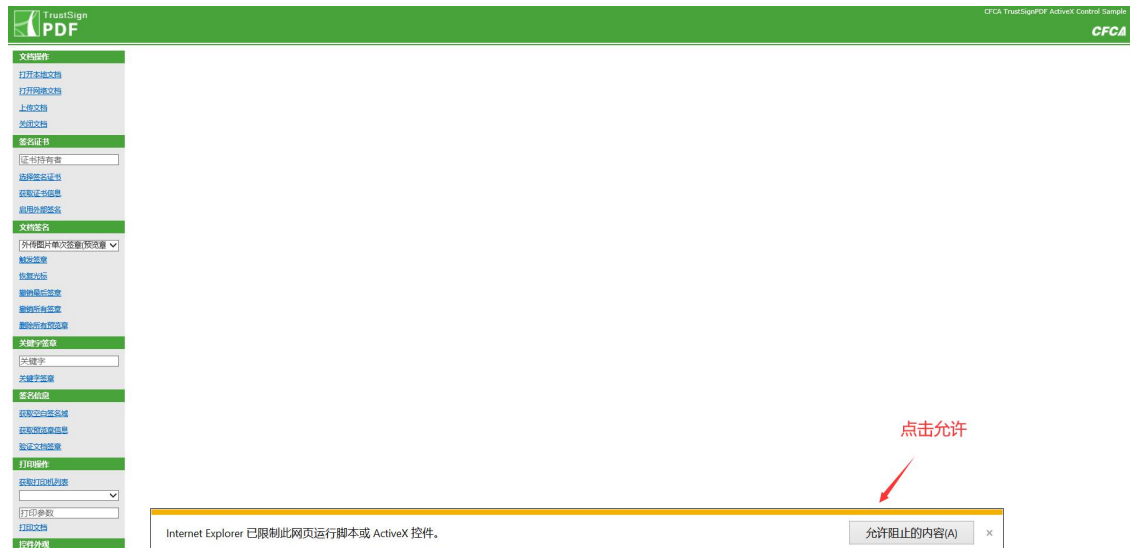 TrustSign
PDF
CFCA TrustSignPDF ActiveX Control Sample
CFCA
文档操作
打开本地文档
打开网络文档
上传文档
关闭文档
签名证书
证书持有者
选择签名证书
获取证书信息
启用外部签名
文档签名
外传图片单次签章(预览章
触发签章
恢复光标
撤销最后签章
撤销所有签章
删除所有预览章
关键字签章
关键字
关键字签章
签名信息
获取空白签名域
获取预览章信息
验证文档签章
打印操作
获取打印机列表
打印参数
打印文档
控件外观
点击允许
Internet Explorer 已限制此网页运行脚本或 ActiveX 控件。
允许阻止的内容(A)
×